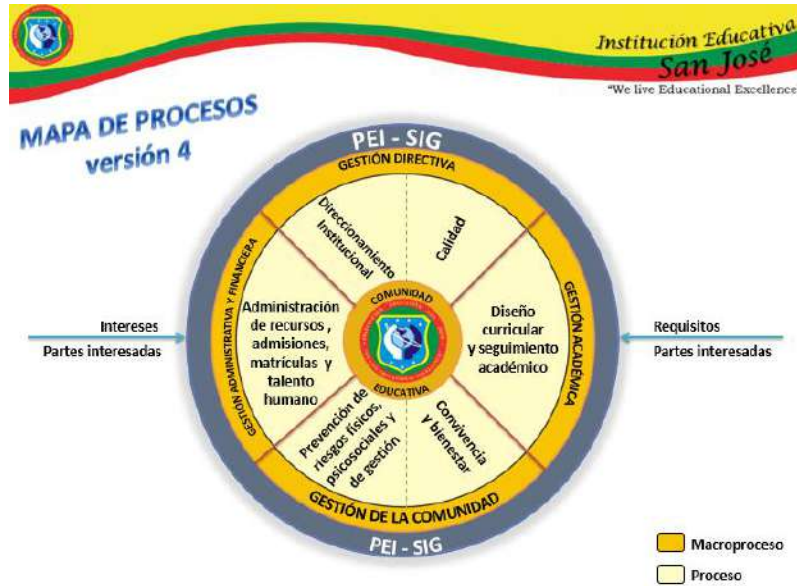 Institución Educativa
San José
"We live Educational Excellence
MAPA DE PROCESOS
versión 4
PEI - SIG
GESTIÓN DIRECTIVA
Direccionamiento
Institucional
Calidad
GESTIÓN ADMINISTRATIVA Y FINANCIERA
Administración
de recursos ,
admisiones,
matrículas y
talento
humano
COMUNIDAD
EDUCATIVA
Diseño
curricular
y seguimiento
académico
GESTIÓN ACADÉMICA
Intereses
Partes interesadas
Requisitos
Partes interesadas
Prevención de
riesgos físicos,
psicosociales y
de gestión
Convivencia
y bienestar
GESTIÓN DE LA COMUNIDAD
PEI - SIG
Macroproceso
Proceso